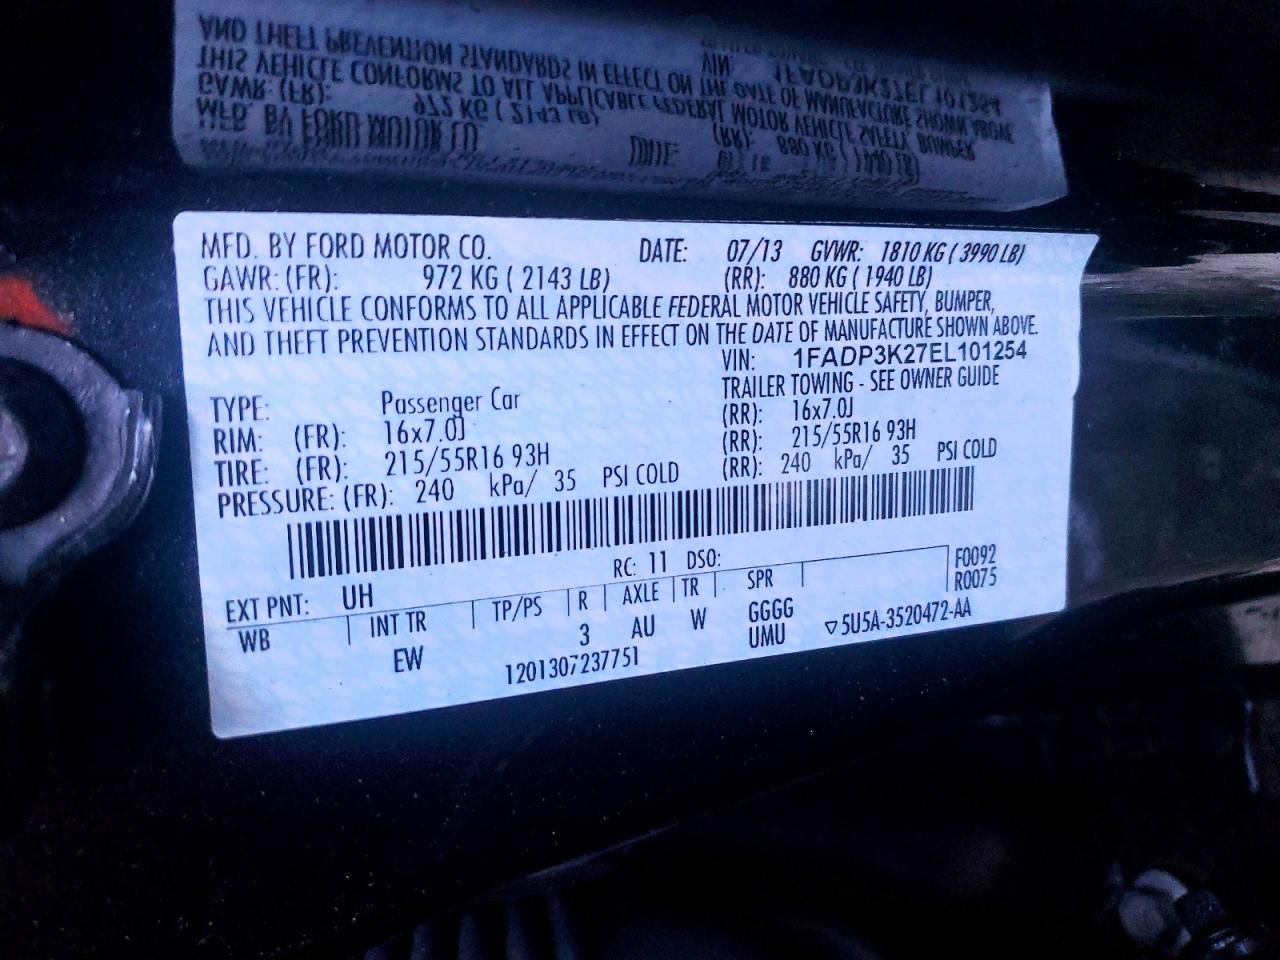 MFD. BY FORD MOTOR CO. DATE: 07/13 GVWR: 1810 KG ( 3990 LB)
GAWR: (FR): 972 KG ( 2143 LB) (RR): 880 KG ( 1940 LB)
THIS VEHICLE CONFORMS TO ALL APPLICABLE FEDERAL MOTOR VEHICLE SAFETY, BUMPER,
AND THEFT PREVENTION STANDARDS IN EFFECT ON THE DATE OF MANUFACTURE SHOWN ABOVE.
VIN: 1FADP3K27EL101254
TYPE: Passenger Car TRAILER TOWING - SEE OWNER GUIDE
RIM: (FR): 16x7.0J (RR): 16x7.0J
TIRE: (FR): 215/55R16 93H (RR): 215/55R16 93H
PRESSURE: (FR): 240 kPa/ 35 PSI COLD (RR): 240 kPa/ 35 PSI COLD
EXT PNT: UH RC: 11 DSO: F0092
WB INT TR TP/PS R AXLE TR SPR R0075
EW 3 AU W GGGG
UMU
1201307237751 ▽5U5A-3520472-AA